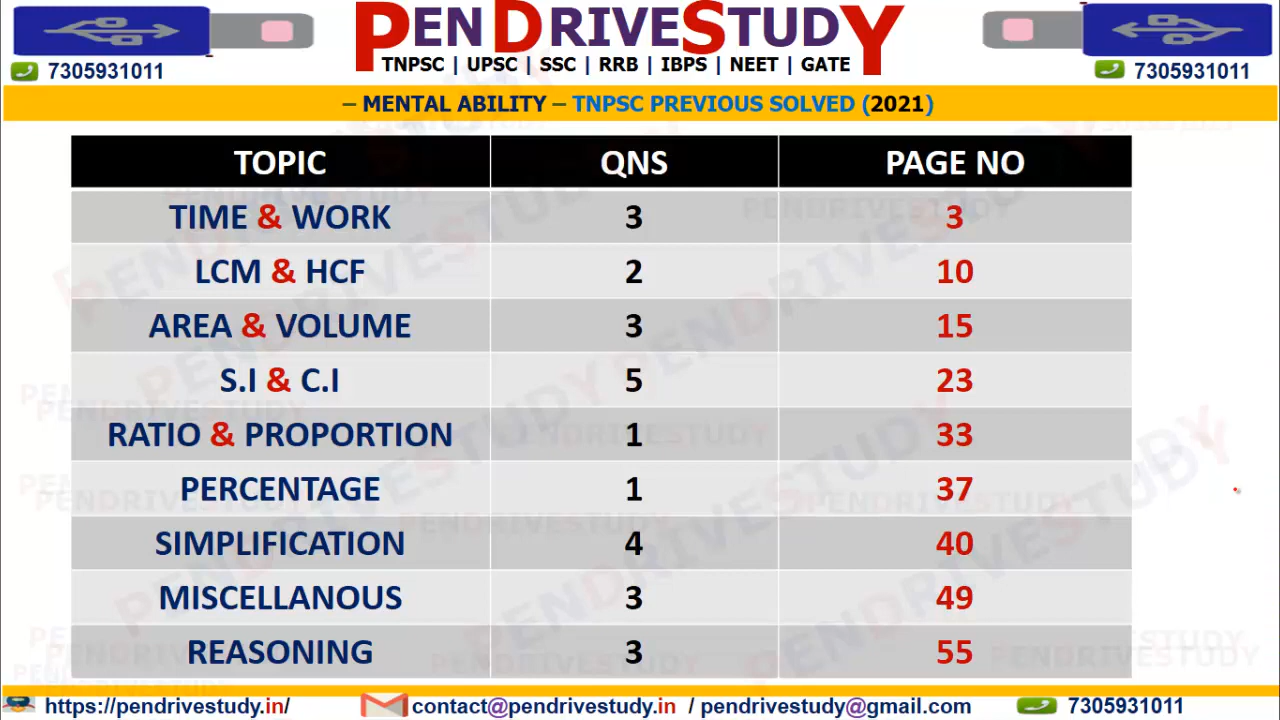 PENDRIVESTUDY
TNPSC | UPSC | SSC | RRB | IBPS | NEET | GATE
7305931011
7305931011
– MENTAL ABILITY – TNPSC PREVIOUS SOLVED (2021)
TOPIC QNS PAGE NO
TIME & WORK 3 3
LCM & HCF 2 10
AREA & VOLUME 3 15
S.I & C.I 5 23
RATIO & PROPORTION 1 33
PERCENTAGE 1 37
SIMPLIFICATION 4 40
MISCELLANOUS 3 49
REASONING 3 55
https://pendrivestudy.in/ contact@pendrivestudy.in / pendrivestudy@gmail.com 7305931011